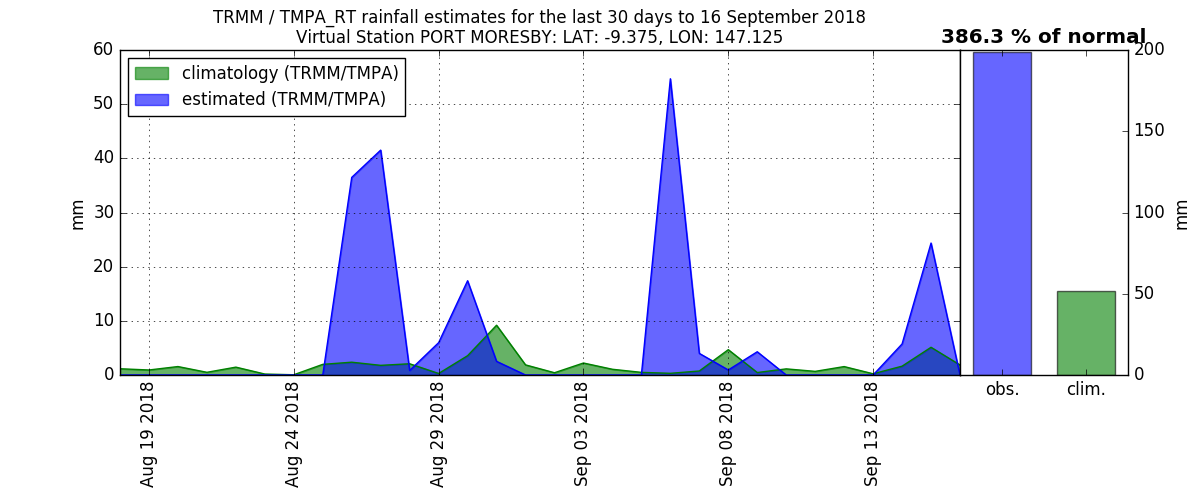 TRMM / TMPA_RT rainfall estimates for the last 30 days to 16 September 2018
Virtual Station PORT MORESBY: LAT: -9.375, LON: 147.125
386.3 % of normal
climatology (TRMM/TMPA)
estimated (TRMM/TMPA)
60
50
40
30
20
10
0
mm
Aug 19 2018
Aug 24 2018
Aug 29 2018
Sep 03 2018
Sep 08 2018
Sep 13 2018
200
150
100
50
0
mm
obs.
clim.